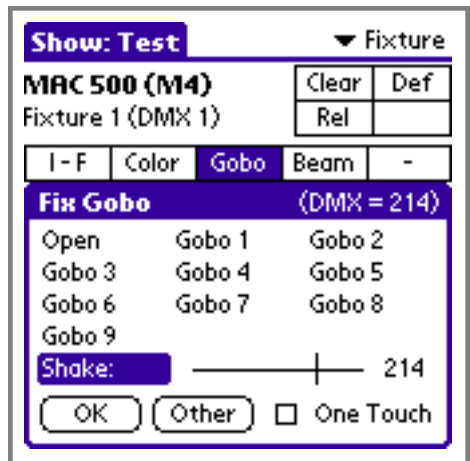 Show: Test ▼ Fixture
MAC 500 (M4) Clear Def
Fixture 1 (DMX 1) Rel
I-F Color Gobo Beam -
Fix Gobo (DMX = 214)
Open Gobo 1 Gobo 2
Gobo 3 Gobo 4 Gobo 5
Gobo 6 Gobo 7 Gobo 8
Gobo 9
Shake: 214
OK Other One Touch